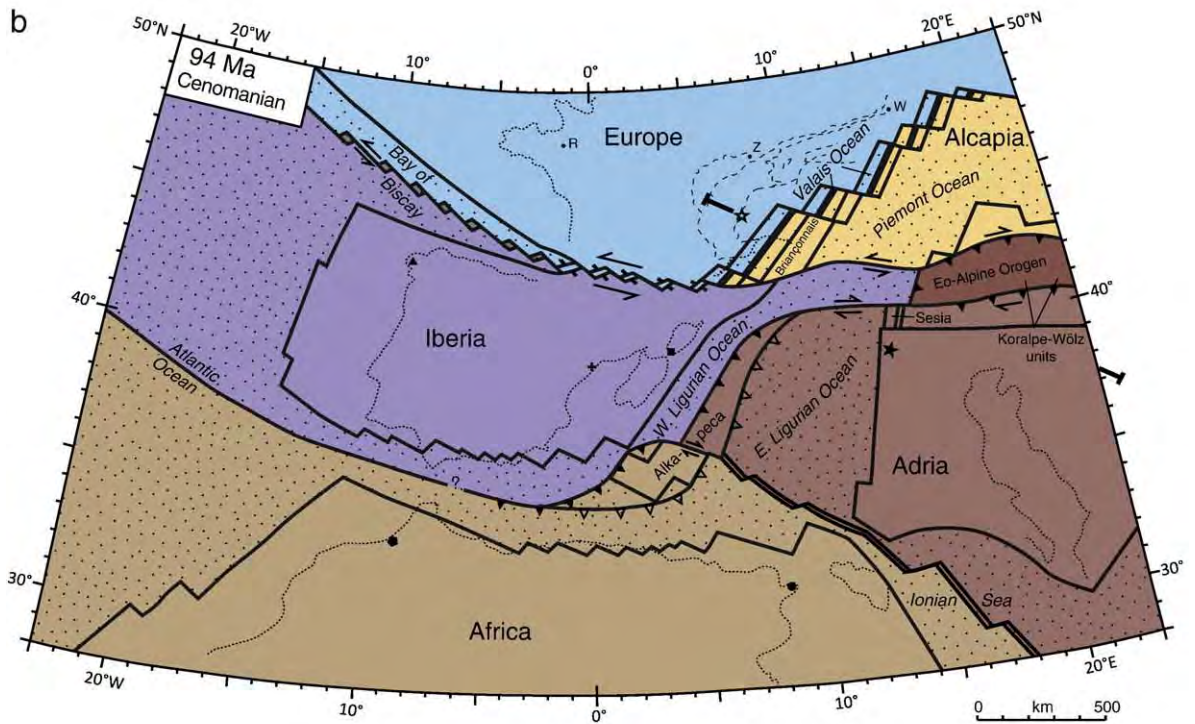 b
94 Ma
Cenomanian
50°N
20°W
10°
0°
10°
20°E
50°N
Europe
R
Z
W
Bay of
Biscay
Valais Ocean
Alcapia
Piemont Ocean
Briançonnais
Eo-Alpine Orogen
40°
40°
Sesia
Koralpe-Wölz
units
Iberia
Atlantic
Ocean
W. Ligurian Ocean
E. Ligurian Ocean
Alka-
peca
Adria
?
30°
30°
Ionian Sea
Africa
20°W
10°
0°
10°
20°E
0 km 500